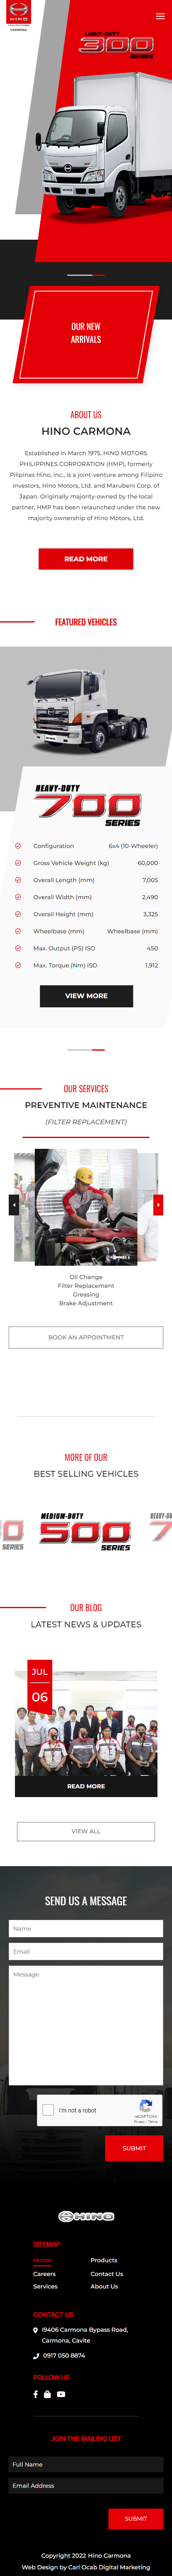 HINO
CARMONA
LIGHT-DUTY
300
SERIES
OUR NEW
ARRIVALS
ABOUT US
HINO CARMONA
Established in March 1975, HINO MOTORS
PHILIPPINES CORPORATION (HMP), formerly
Pilipinas Hino, Inc., is a joint-venture among Filipino
investors, Hino Motors, Ltd. and Marubeni Corp. of
Japan. Originally majority-owned by the local
partner, HMP has been relaunched under the new
majority ownership of Hino Motors, Ltd.
READ MORE
FEATURED VEHICLES
HEAVY-DUTY
700
SERIES
Configuration 6x4 (10-Wheeler)
Gross Vehicle Weight (kg) 60,000
Overall Length (mm) 7,005
Overall Width (mm) 2,490
Overall Height (mm) 3,325
Wheelbase (mm) Wheelbase (mm)
Max. Output (PS) ISO 450
Max. Torque (Nm) ISO 1,912
VIEW MORE
OUR SERVICES
PREVENTIVE MAINTENANCE
(FILTER REPLACEMENT)
Oil Change
Filter Replacement
Greasing
Brake Adjustment
BOOK AN APPOINTMENT
MORE OF OUR
BEST SELLING VEHICLES
MEDIUM-DUTY
500
SERIES
OUR BLOG
LATEST NEWS & UPDATES
JUL
06
READ MORE
VIEW ALL
SEND US A MESSAGE
Name
Email
Message
I'm not a robot
reCAPTCHA
Privacy - Terms
SUBMIT
HINO
SITEMAP
Home Products
Careers Contact Us
Services About Us
CONTACT US
19406 Carmona Bypass Road,
Carmona, Cavite
0917 050 8874
FOLLOW US
JOIN THE MAILING LIST
Full Name
Email Address
SUBMIT
Copyright 2022 Hino Carmona
Web Design by Carl Ocab Digital Marketing